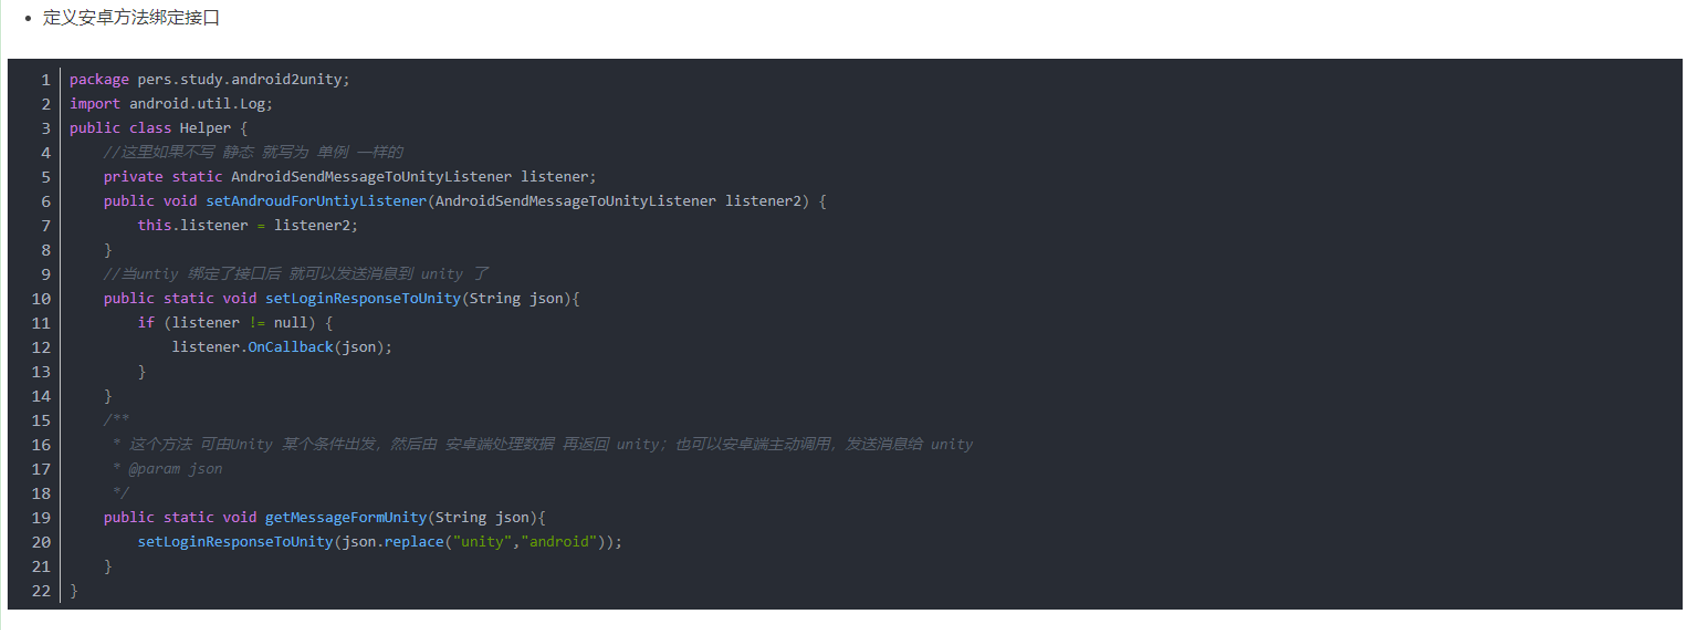 • 定义安卓方法绑定接口
1 package pers.study.android2unity;
2 import android.util.Log;
3 public class Helper {
4     //这里如果不写 静态 就写为 单例 一样的
5     private static AndroidSendMessageToUnityListener listener;
6     public void setAndroudForUntiyListener(AndroidSendMessageToUnityListener listener2) {
7         this.listener = listener2;
8     }
9     //当untiy 绑定了接口后 就可以发送消息到 unity 了
10     public static void setLoginResponseToUnity(String json){
11         if (listener != null) {
12             listener.OnCallback(json);
13         }
14     }
15     /**
16      * 这个方法 可由Unity 某个条件出发，然后由 安卓端处理数据 再返回 unity；也可以安卓端主动调用，发送消息给 unity
17      * @param json
18      */
19     public static void getMessageFormUnity(String json){
20         setLoginResponseToUnity(json.replace("unity","android"));
21     }
22 }